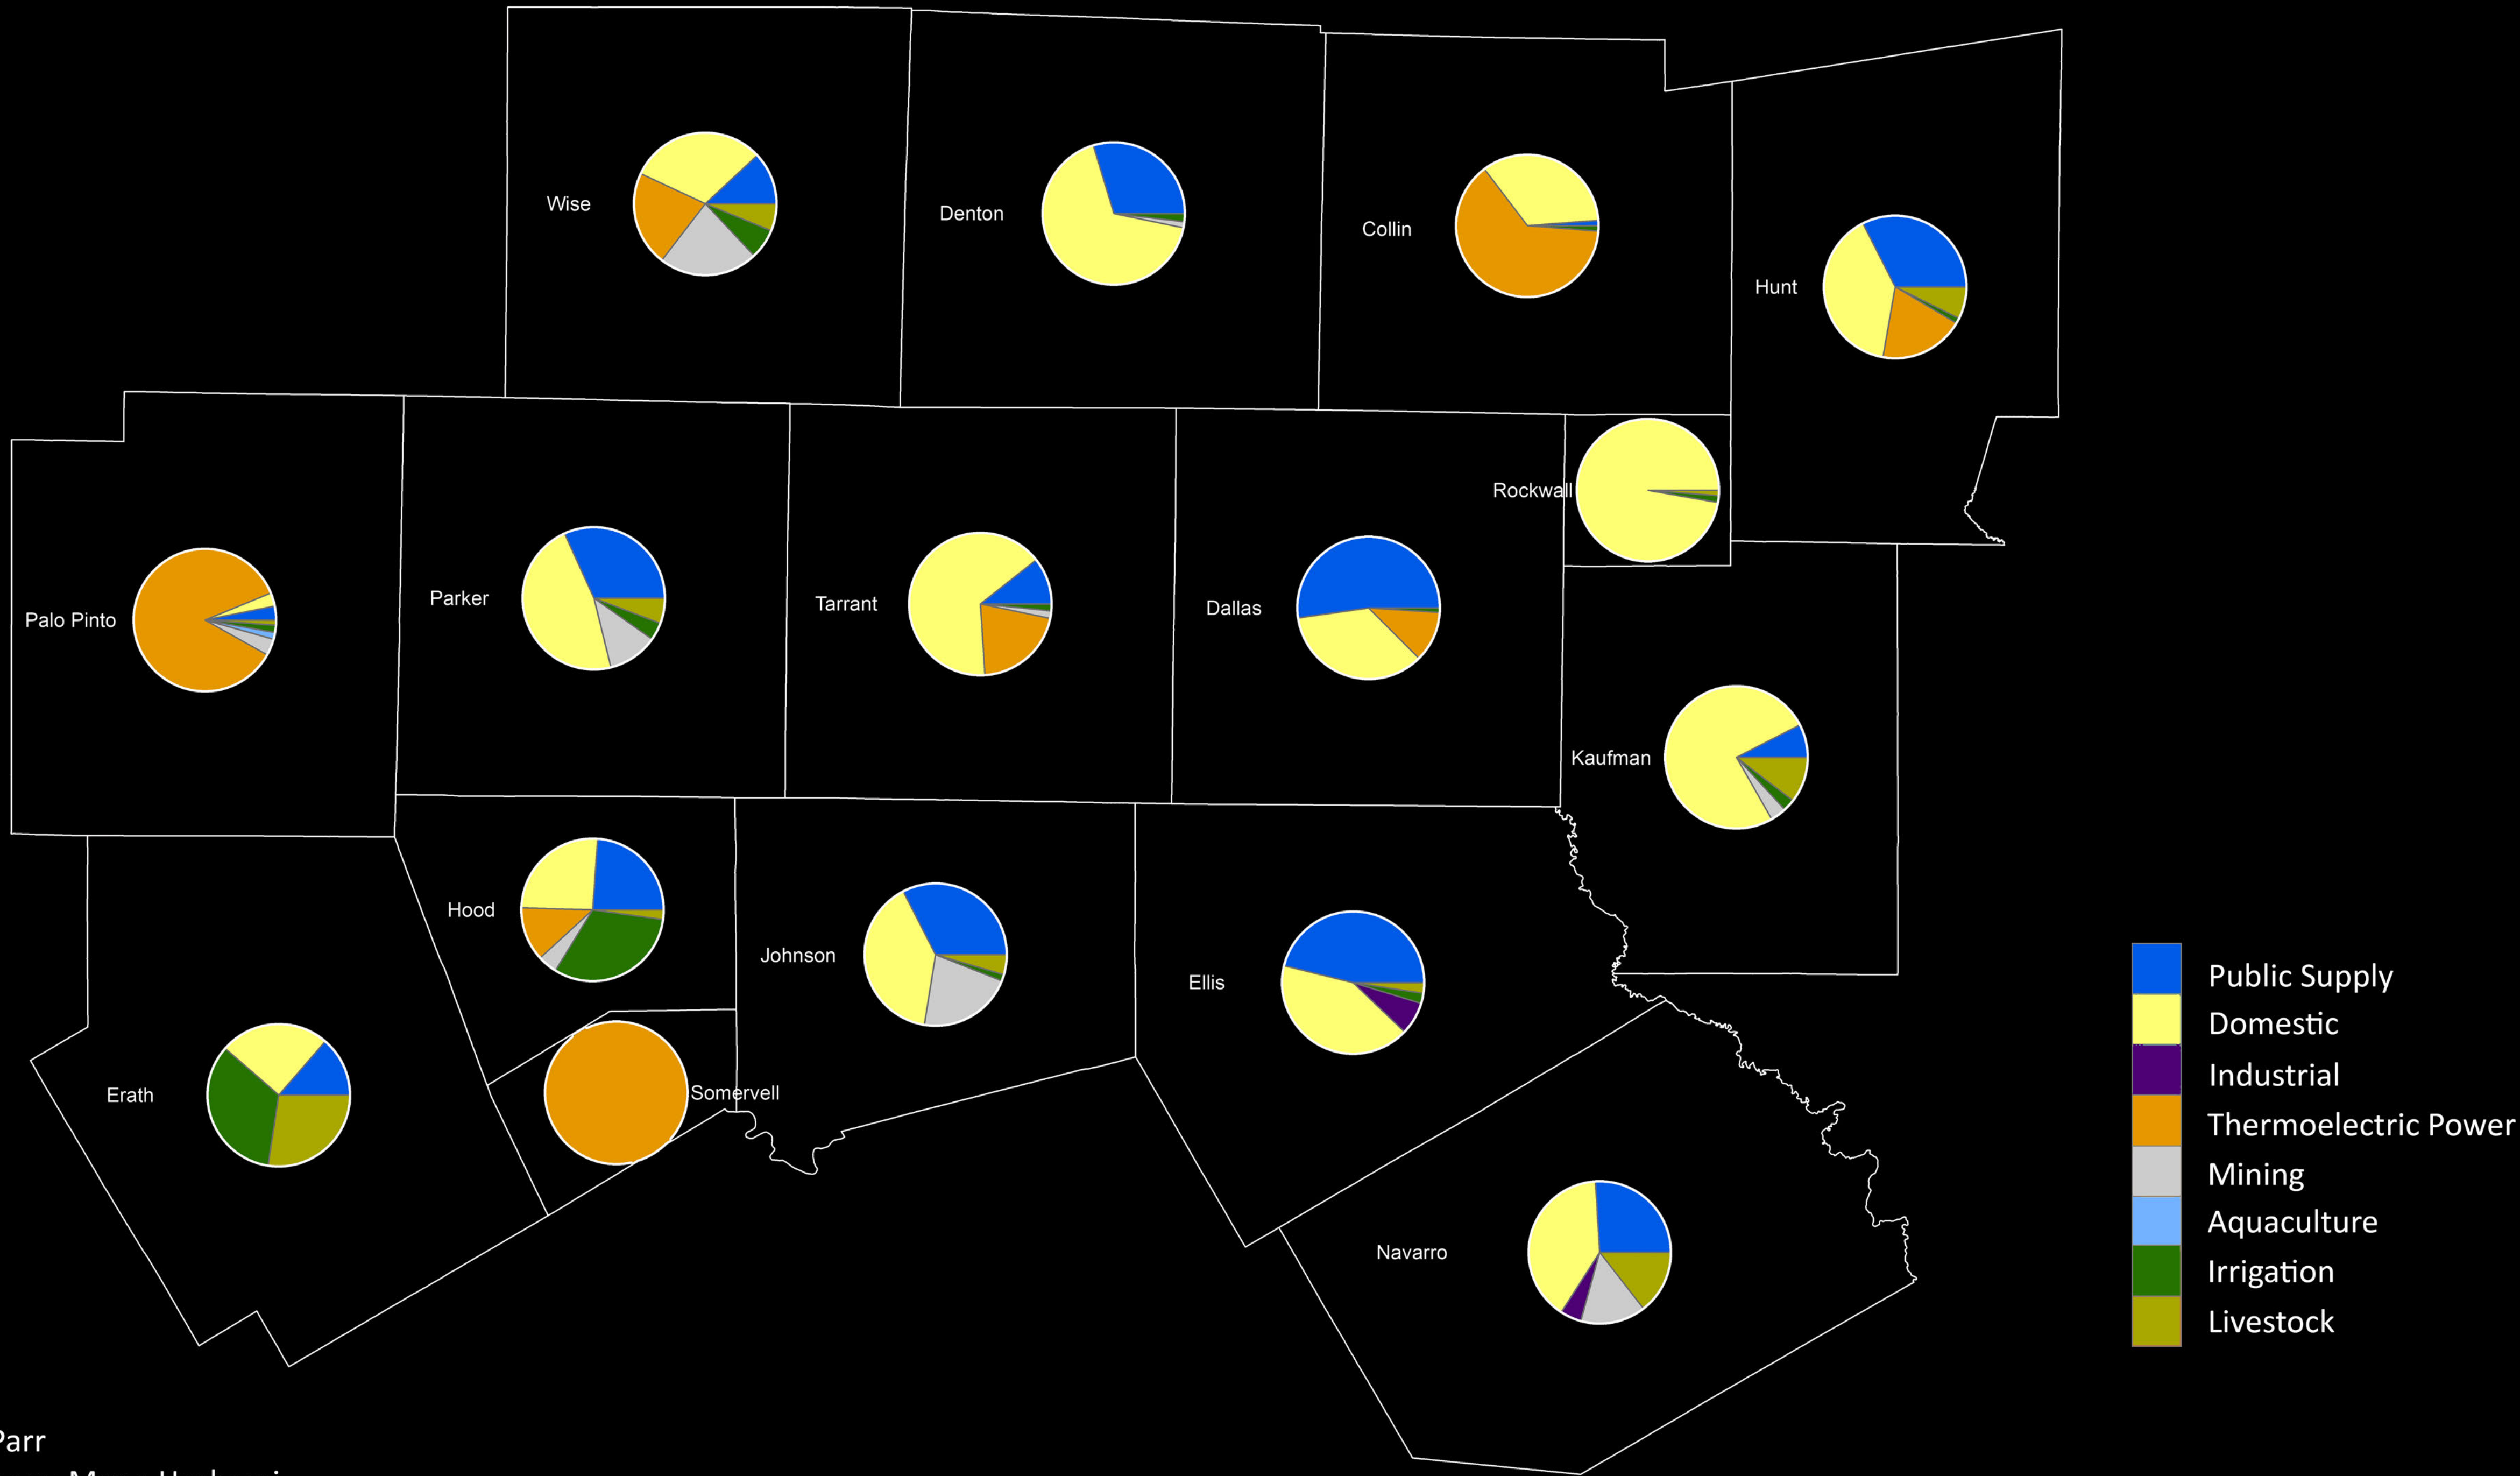 Wise
Denton
Collin
Hunt
Rockwall
Palo Pinto
Parker
Tarrant
Dallas
Kaufman
Hood
Johnson
Ellis
Erath
Somervell
Navarro
Public Supply
Domestic
Industrial
Thermoelectric Power
Mining
Aquaculture
Irrigation
Livestock
Parr